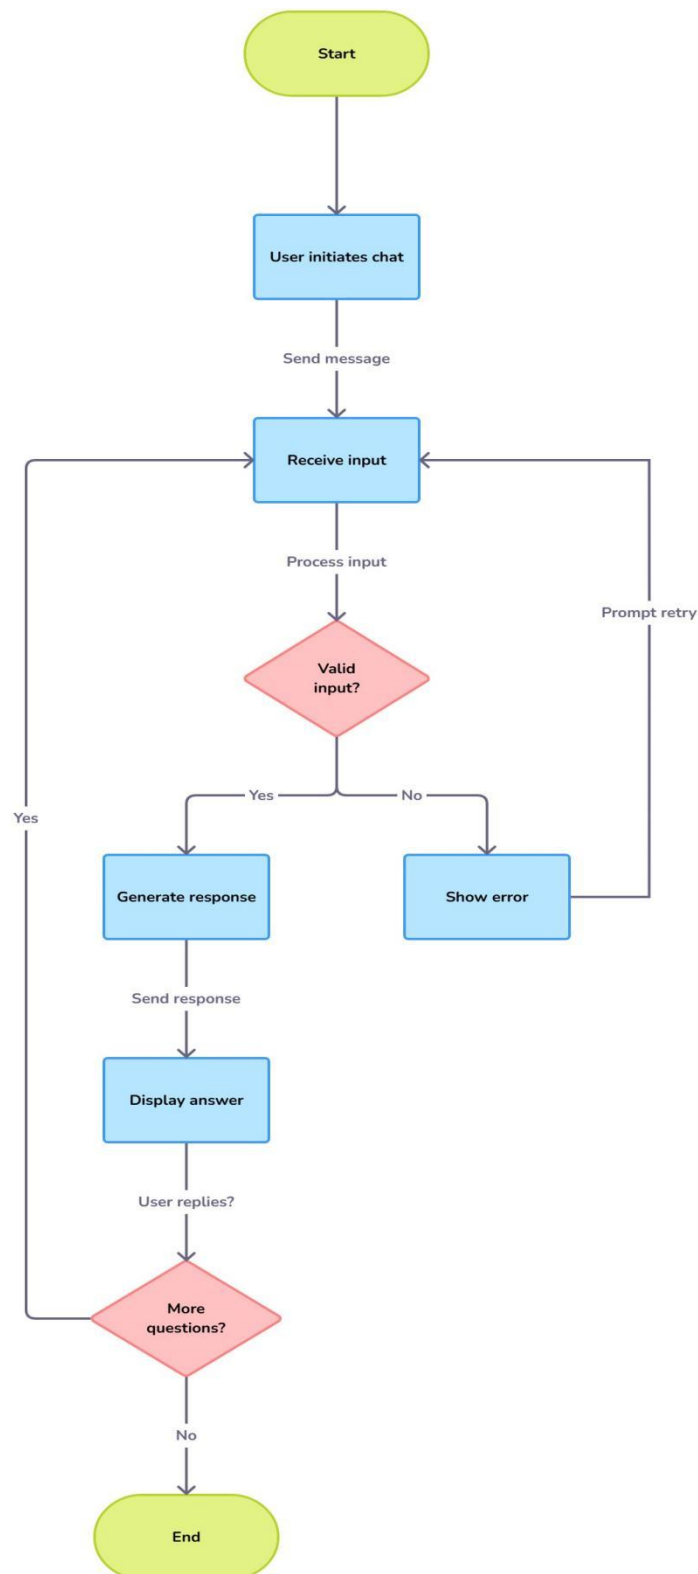 Start
User initiates chat
Send message
Receive input
Process input
Prompt retry
Valid
input?
Yes
No
Yes
Generate response
Show error
Send response
Display answer
User replies?
More
questions?
No
End